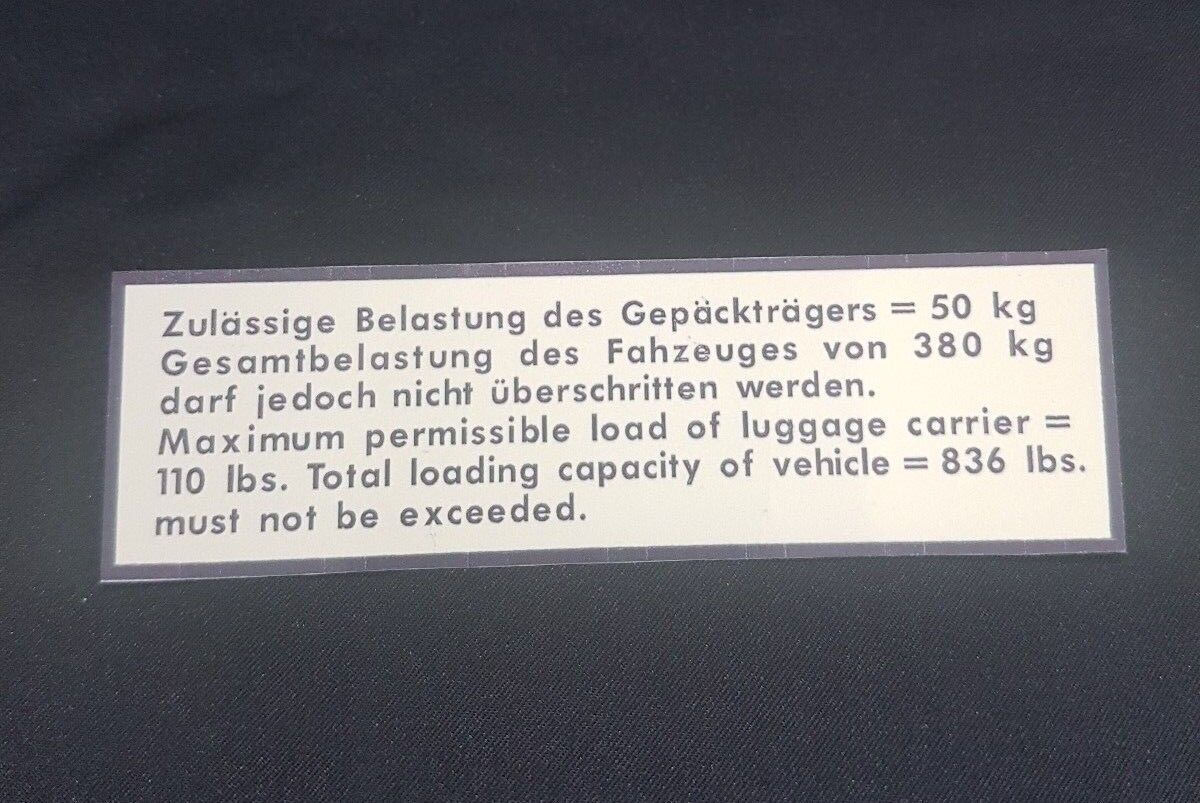 Zulässige Belastung des Gepäckträgers = 50 kg
Gesamtbelastung des Fahzeuges von 380 kg
darf jedoch nicht überschritten werden.
Maximum permissible load of luggage carrier =
110 lbs. Total loading capacity of vehicle = 836 lbs.
must not be exceeded.